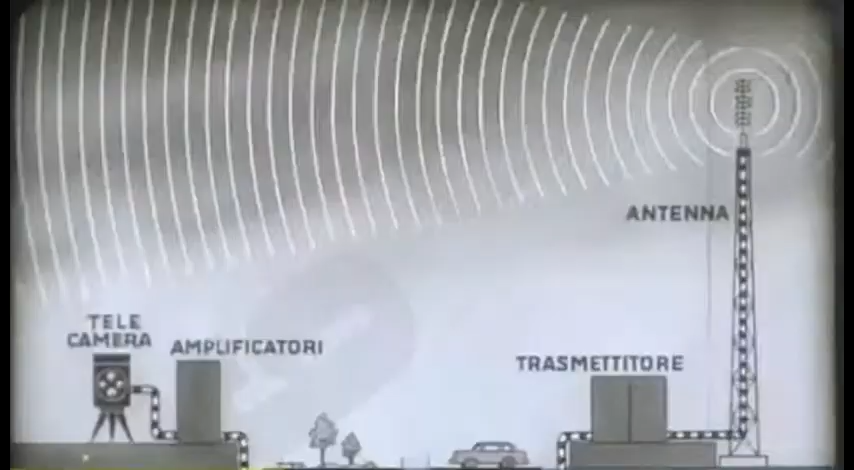 ANTENNA
TELE
CAMERA
AMPLIFICATORI
TRASMETTITORE